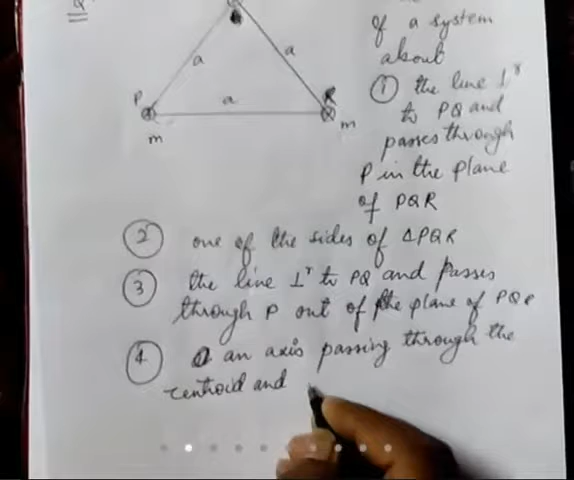 Q
of a system
about
a
a
① the line ⊥r
P
a
R
to PQ and
m
m
passes through
P in the plane
of PQR
② one of the sides of ΔPQR
③ the line ⊥r to PQ and passes
through P out of the plane of PQR
④ an axis passing through the
centroid and